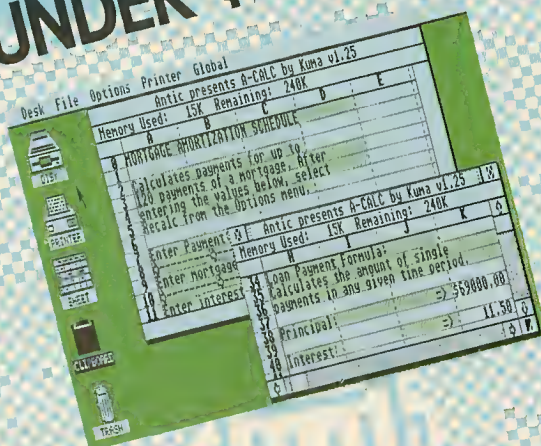 UNDER
Desk File Options Printer Global
Antic presents A-CALC by Kuma v1.25
Memory Used: 15K Remaining: 240K
A B C D E
0 MORTGAGE AMORTIZATION SCHEDULE
Calculates payments for up to
120 payments of a mortgage. After
entering the values below, select
Recalc from the Options menu.
Enter Payment
Enter mortgage
Enter interest
DISK
PRINTER
SHEET
CLIPBOARD
TRASH
Antic presents A-CALC by Kuma v1.25
Memory Used: 15K Remaining: 240K
H I J K
Loan Payment Formula:
Calculates the amount of single
payments in any given time period.
Principal: =) $59000.00
Interest: =) 11.50